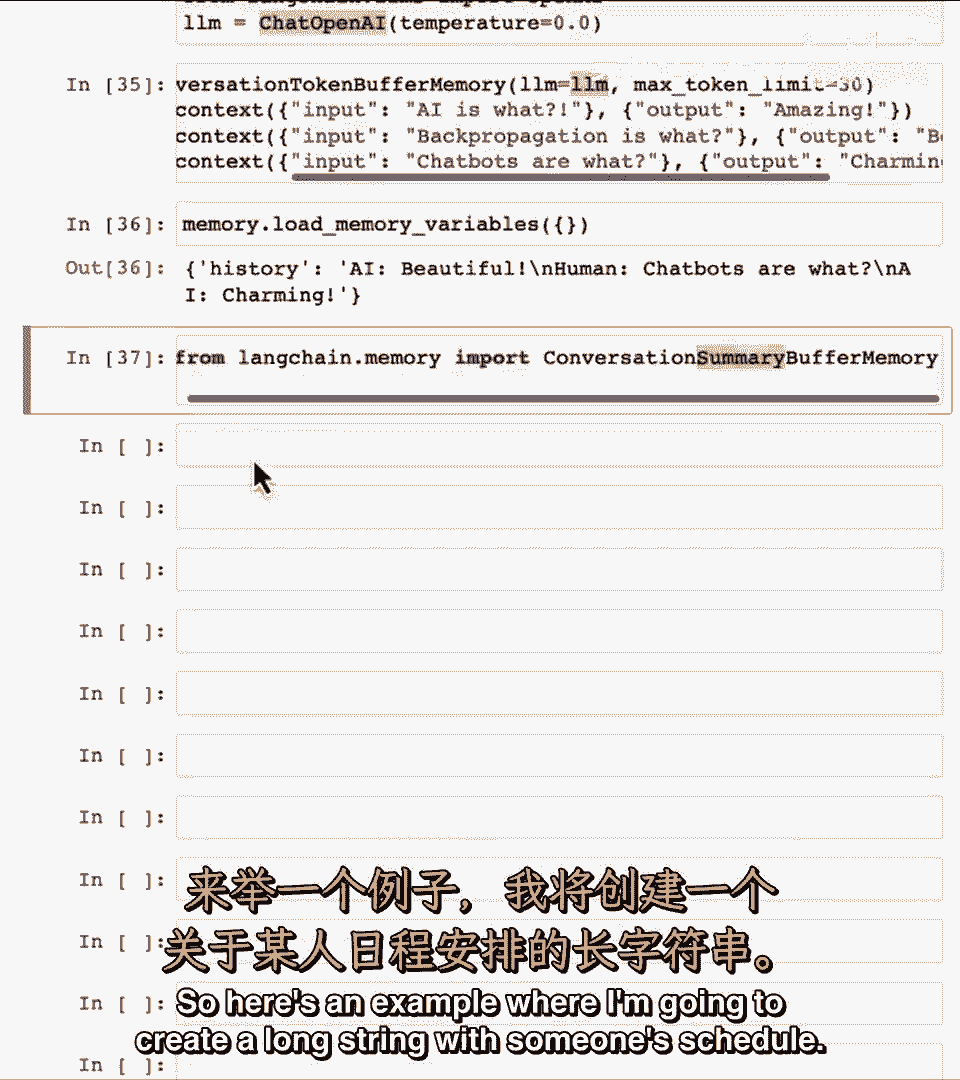 llm = ChatOpenAI(temperature=0.0)
In [35]: versationTokenBufferMemory(llm=llm, max_token_limit=30)
context({"input": "AI is what?!"}, {"output": "Amazing!"})
context({"input": "Backpropagation is what?"}, {"output": "Be
context({"input": "Chatbots are what?"}, {"output": "Charmin
In [36]: memory.load_memory_variables({})
Out[36]: {'history': 'AI: Beautiful!\nHuman: Chatbots are what?\nA
I: Charming!'}
In [37]: from langchain.memory import ConversationSummaryBufferMemory
In [ ]:
In [ ]:
In [ ]:
In [ ]:
In [ ]:
In [ ]:
In [ ]:
In [ ]:
来举一个例子，我将创建一个
In [ ]:
关于某人日程安排的长字符串。
In [ ]:
So here's an example where I'm going to
create a long string with someone's schedule.
In [ ]: